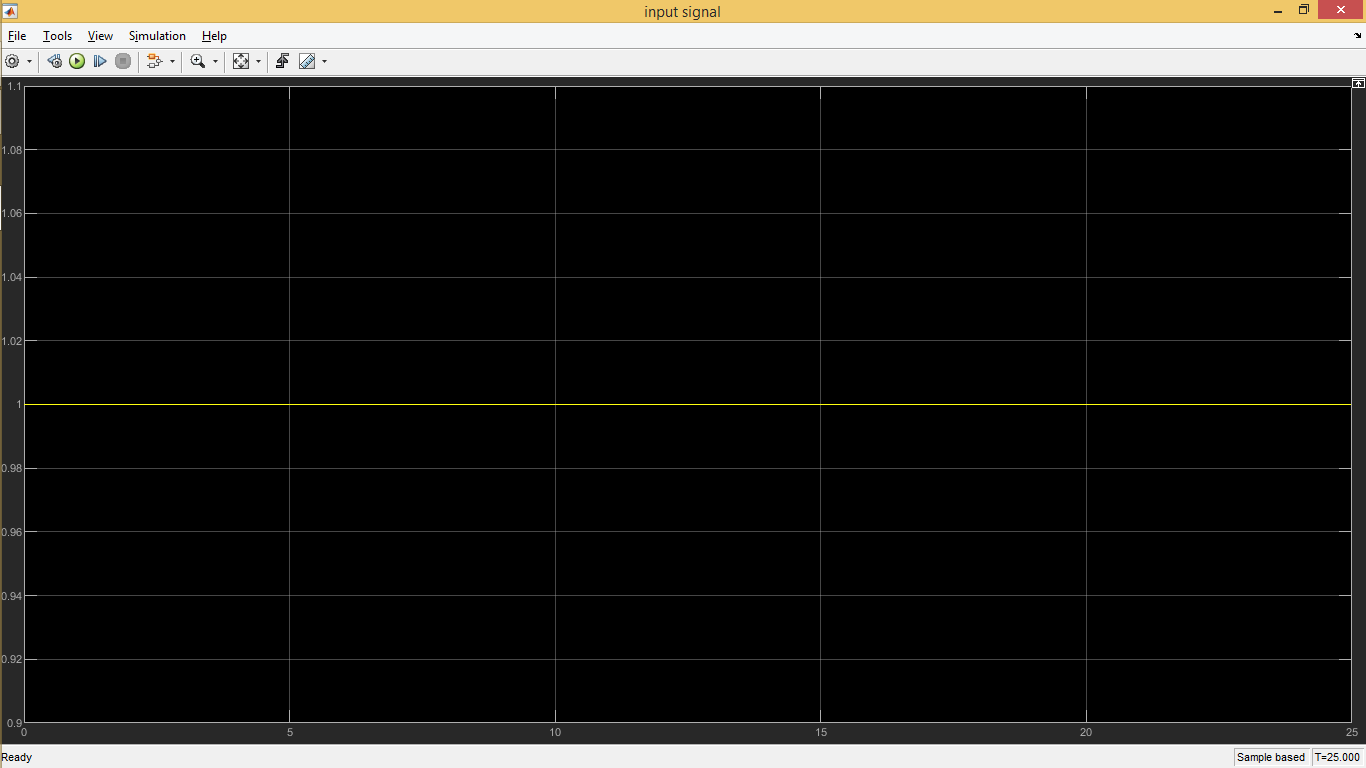 input signal
File Tools View Simulation Help
1.1
1.08
1.06
1.04
1.02
1
0.98
0.96
0.94
0.92
0.9
0 5 10 15 20 25
Ready Sample based T=25.000